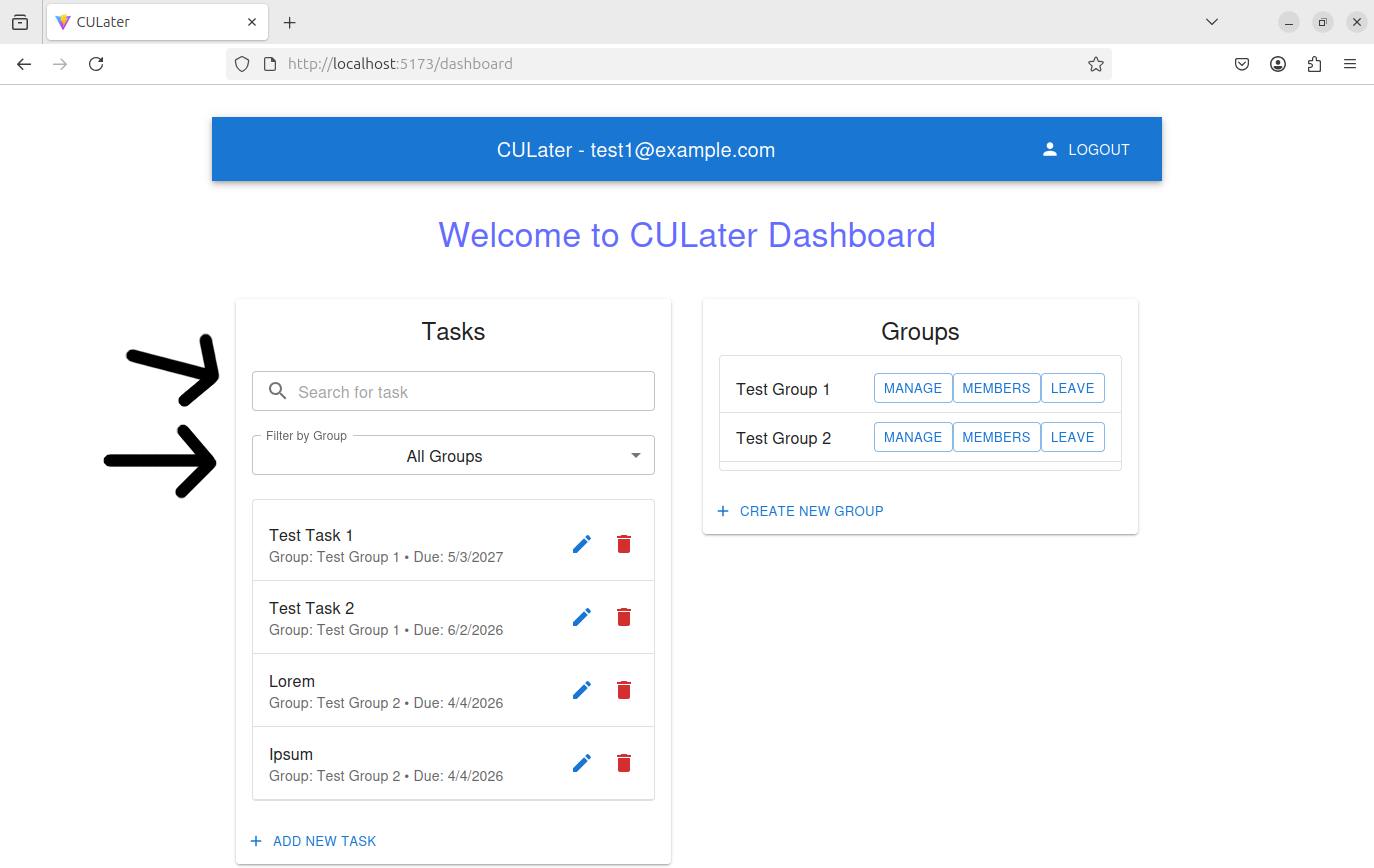 CULater
http://localhost:5173/dashboard
CULater - test1@example.com
LOGOUT
Welcome to CULater Dashboard
Tasks
Search for task
Filter by Group
All Groups
Test Task 1
Group: Test Group 1 • Due: 5/3/2027
Test Task 2
Group: Test Group 1 • Due: 6/2/2026
Lorem
Group: Test Group 2 • Due: 4/4/2026
Ipsum
Group: Test Group 2 • Due: 4/4/2026
ADD NEW TASK
Groups
Test Group 1 MANAGE MEMBERS LEAVE
Test Group 2 MANAGE MEMBERS LEAVE
CREATE NEW GROUP